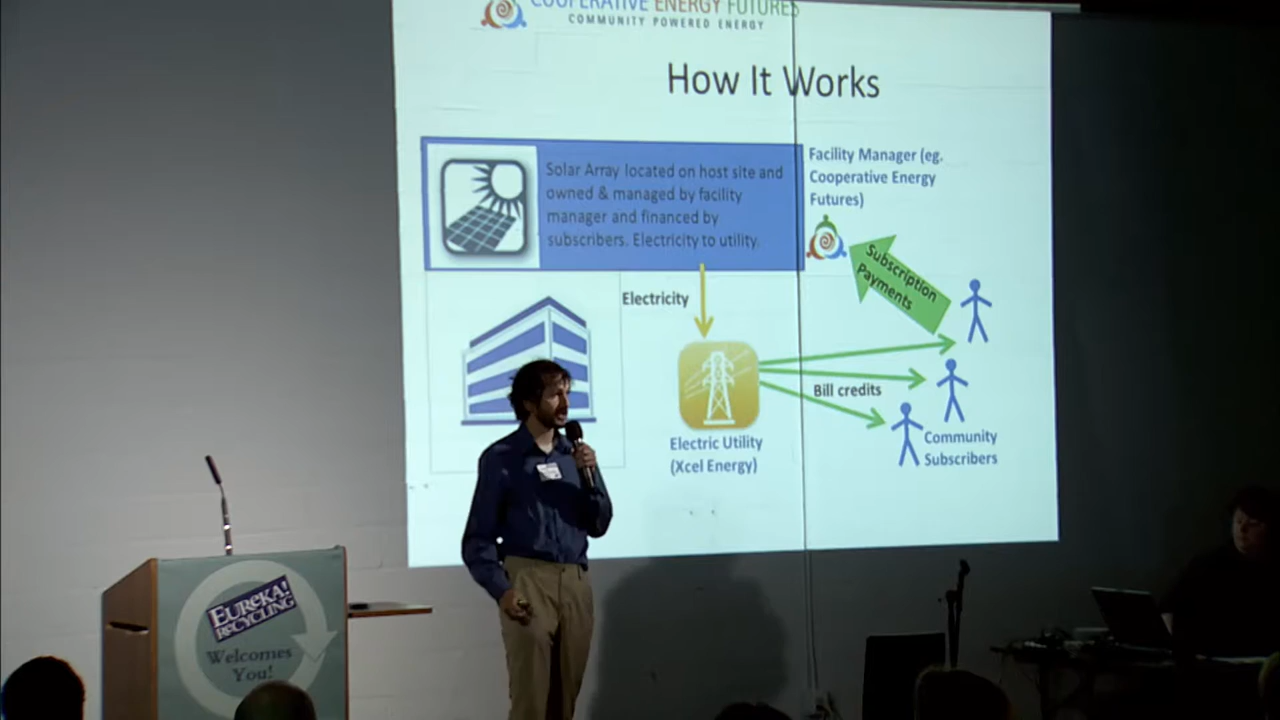 COOPERATIVE ENERGY FUTURES
COMMUNITY POWERED ENERGY
How It Works
Solar Array located on host site and
owned & managed by facility
manager and financed by
subscribers. Electricity to utility.
Facility Manager (eg.
Cooperative Energy
Futures)
Subscription
Payments
Electricity
Bill credits
Electric Utility
(Xcel Energy)
Community
Subscribers
EUREKA!
RECYCLING
Welcomes
You!